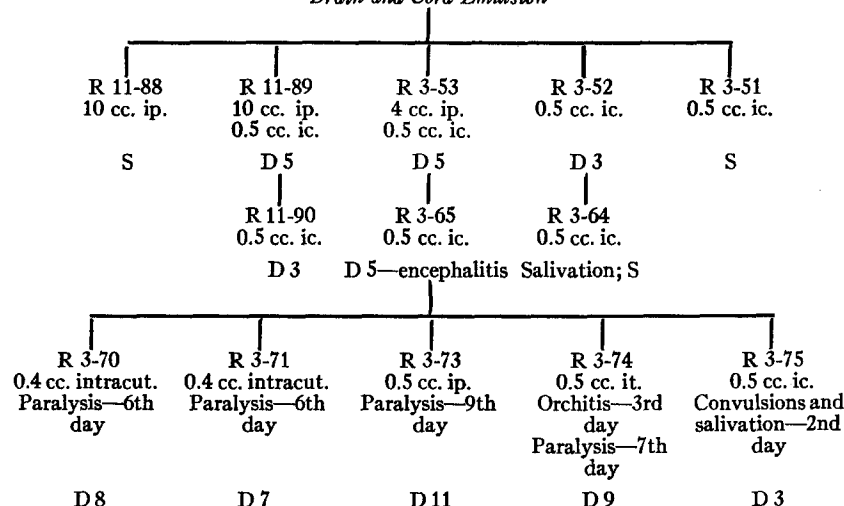 Brain and Cord Emulsion
R 11-88 R 11-89 R 3-53 R 3-52 R 3-51
10 cc. ip. 10 cc. ip. 4 cc. ip. 0.5 cc. ic. 0.5 cc. ic.
0.5 cc. ic. 0.5 cc. ic.
S D 5 D 5 D 3 S
R 11-90 R 3-65 R 3-64
0.5 cc. ic. 0.5 cc. ic. 0.5 cc. ic.
D 3 D 5—encephalitis Salivation; S
R 3-70 R 3-71 R 3-73 R 3-74 R 3-75
0.4 cc. intracut. 0.4 cc. intracut. 0.5 cc. ip. 0.5 cc. it. 0.5 cc. ic.
Paralysis—6th Paralysis—6th Paralysis—9th Orchitis—3rd Convulsions and
day day day day salivation—2nd
Paralysis—7th day
day
D 8 D 7 D 11 D 9 D 3